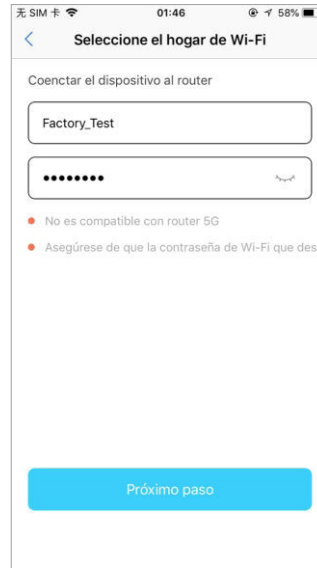 无 SIM 卡 01:46 58%
Seleccione el hogar de Wi-Fi
Coenctar el dispositivo al router
Factory_Test
••••••••
No es compatible con router 5G
Asegúrese de que la contraseña de Wi-Fi que des
Próximo paso